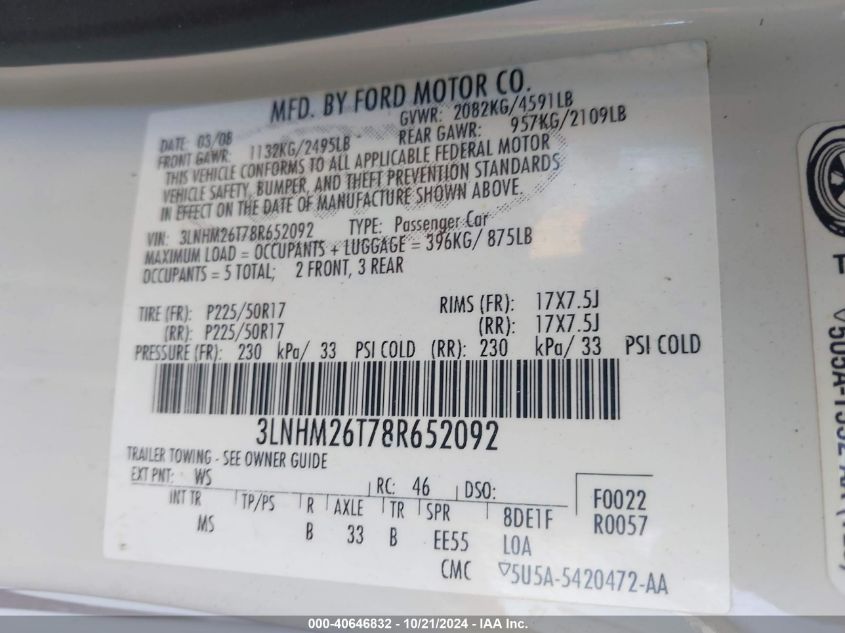 MFD. BY FORD MOTOR CO.
DATE: 03/08 GVWR: 2082KG/4591LB
FRONT GAWR: 1132KG/2495LB REAR GAWR: 957KG/2109LB
THIS VEHICLE CONFORMS TO ALL APPLICABLE FEDERAL MOTOR
VEHICLE SAFETY, BUMPER, AND THEFT PREVENTION STANDARDS
IN EFFECT ON THE DATE OF MANUFACTURE SHOWN ABOVE.
VIN: 3LNHM26T78R652092 TYPE: Passenger Car
MAXIMUM LOAD = OCCUPANTS + LUGGAGE = 396KG/ 875LB
OCCUPANTS = 5 TOTAL; 2 FRONT, 3 REAR
TIRE (FR): P225/50R17 RIMS (FR): 17X7.5J
(RR): P225/50R17 (RR): 17X7.5J
PRESSURE (FR): 230 kPa/ 33 PSI COLD (RR): 230 kPa/ 33 PSI COLD
3LNHM26T78R652092
TRAILER TOWING - SEE OWNER GUIDE
EXT PNT: WS RC: 46 DSO: F0022
INT TR TP/PS R AXLE TR SPR 8DE1F R0057
MS B 33 B EE55 LOA
CMC 5U5A-5420472-AA
000-40646832 - 10/21/2024 - IAA Inc.